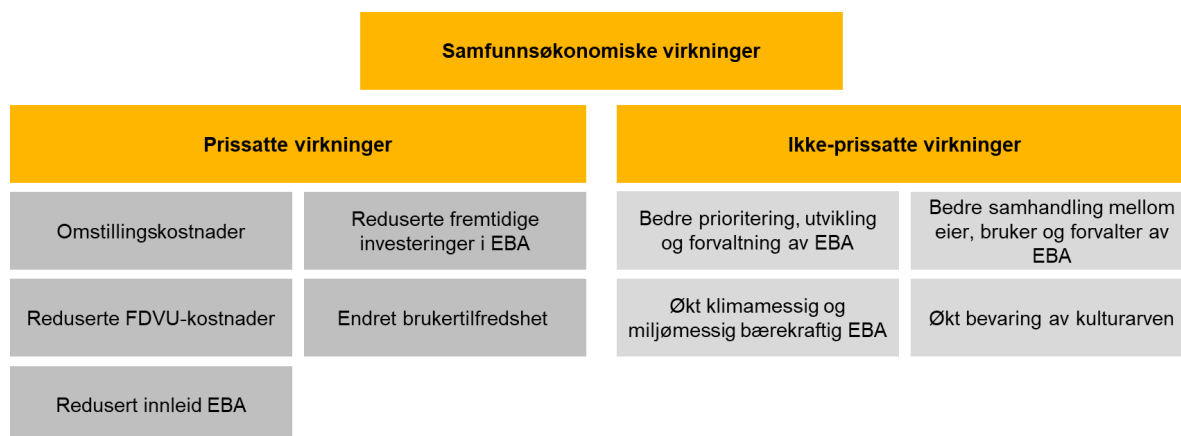 Samfunnsøkonomiske virkninger
Prissatte virkninger
Ikke-prissatte virkninger
Omstillingskostnader
Reduserte fremtidige
investeringer i EBA
Bedre prioritering, utvikling
og forvaltning av EBA
Bedre samhandling mellom
eier, bruker og forvalter av
EBA
Reduserte FDVU-kostnader
Endret brukertilfredshet
Økt klimamessig og
miljømessig bærekraftig EBA
Økt bevaring av kulturarven
Redusert innleid EBA